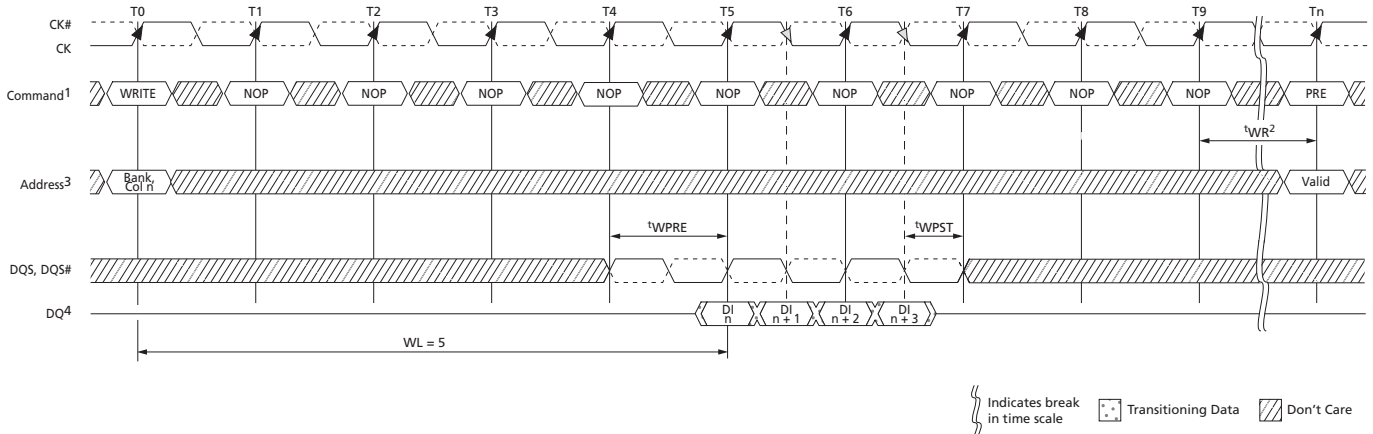 T0 T1 T2 T3 T4 T5 T6 T7 T8 T9 Tn
CK#
CK
Command1 WRITE NOP NOP NOP NOP NOP NOP NOP NOP NOP PRE
tWR2
Address3 Bank, Col n Valid
tWPRE tWPST
DQS, DQS#
DQ4 DI n DI n + 1 DI n + 2 DI n + 3
WL = 5
Indicates break in time scale
Transitioning Data
Don't Care